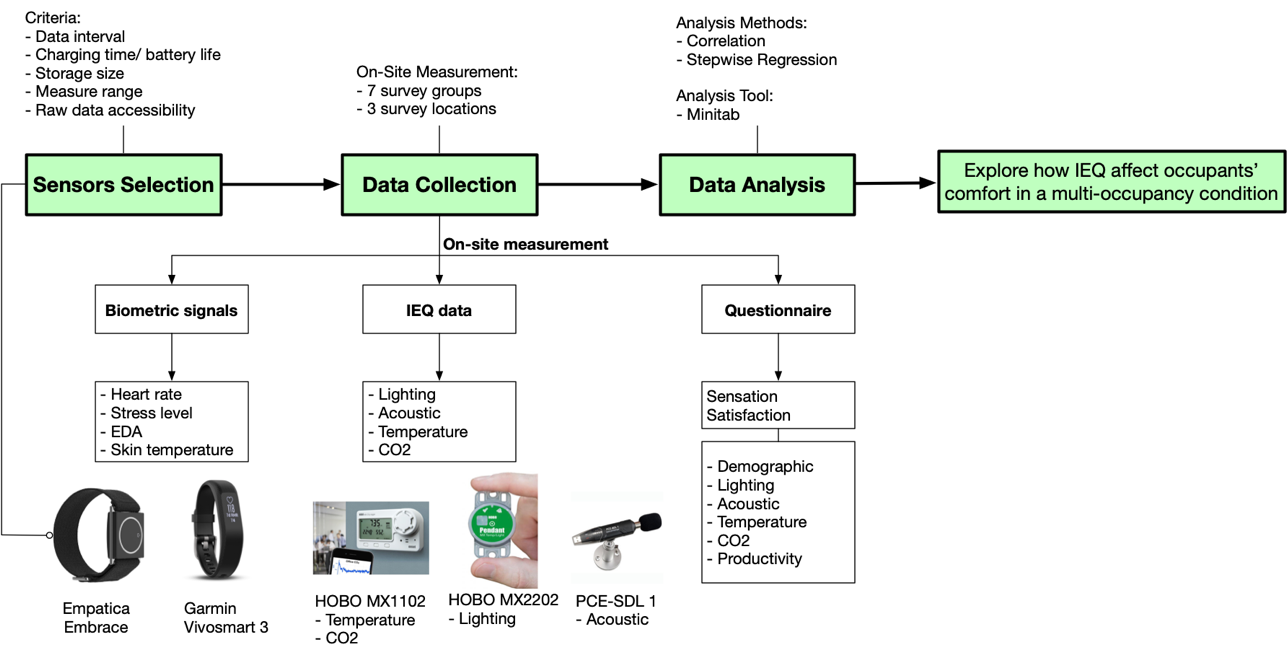 Criteria:
- Data interval
- Charging time/ battery life
- Storage size
- Measure range
- Raw data accessibility
On-Site Measurement:
- 7 survey groups
- 3 survey locations
Analysis Methods:
- Correlation
- Stepwise Regression
Analysis Tool:
- Minitab
Sensors Selection
Data Collection
Data Analysis
Explore how IEQ affect occupants’
comfort in a multi-occupancy condition
On-site measurement
Biometric signals
IEQ data
Questionnaire
- Heart rate
- Stress level
- EDA
- Skin temperature
- Lighting
- Acoustic
- Temperature
- CO2
Sensation
Satisfaction
- Demographic
- Lighting
- Acoustic
- Temperature
- CO2
- Productivity
Pendant
Empatica
Embrace
Garmin
Vivosmart 3
HOBO MX1102
- Temperature
- CO2
HOBO MX2202
- Lighting
PCE-SDL 1
- Acoustic